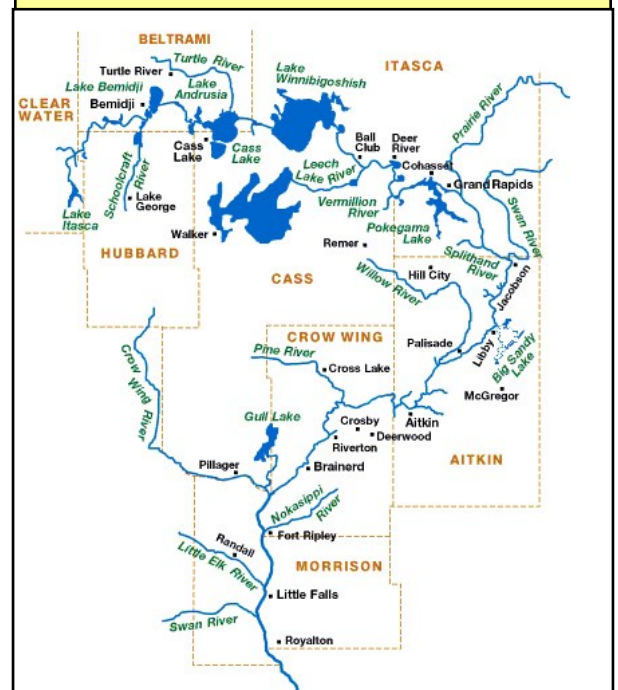 BELTRAMI
Turtle River
Turtle River
Lake Bemidji
Lake
Andrusia
Bemidji
CLEAR
WATER
Lake
Winnibigoshish
ITASCA
Prairie River
Cass
Lake
Cass
Lake
Ball
Club
Deer
River
Cohasset
Grand Rapids
Leech
Lake River
Schoolcraft
River
Lake
George
Lake
Itasca
Vermillion
River
Pokegama
Lake
Swan River
Walker
Remer
HUBBARD
CASS
Splithand
River
Hill City
Willow River
Jacobson
CROW WING
Palisade
Libby
Big Sandy
Lake
Pine River
Cross Lake
McGregor
Crow Wing
River
Gull Lake
Crosby
Deerwood
Riverton
Aitkin
AITKIN
Pillager
Brainerd
Nokasippi
River
Fort Ripley
Randall
Little Elk River
MORRISON
Little Falls
Swan River
Royalton